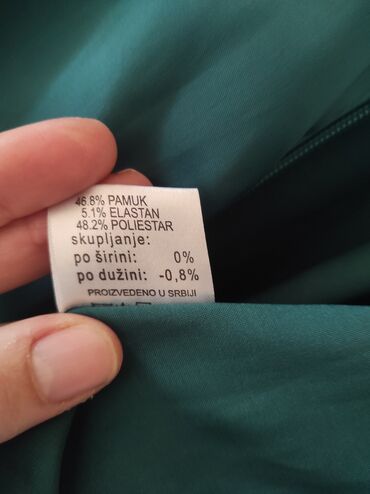 46.8% PAMUK
5.1% ELASTAN
48.2% POLIESTAR
skupljanje:
po širini: 0%
po dužini: -0,8%
PROIZVEDENO U SRBIJI